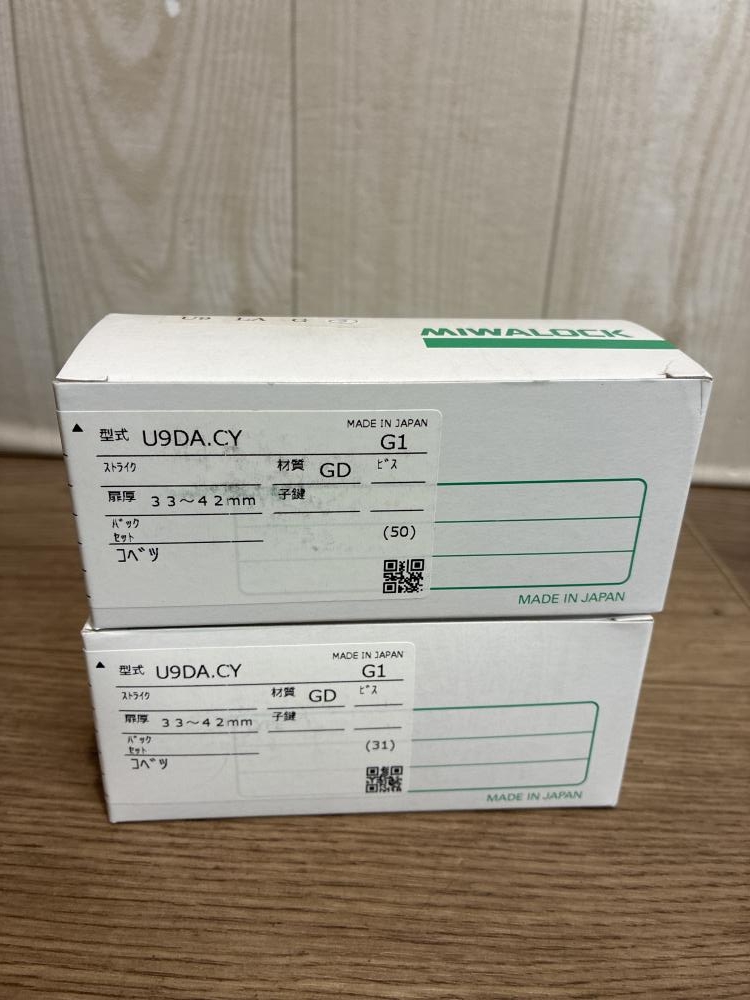 MIWALOCK
MADE IN JAPAN
型式 U9DA.CY G1
ストライク 材質 GD ビス
扉厚 33～42mm 子鍵
バック
セット (50)
コベツ
MADE IN JAPAN
MADE IN JAPAN
型式 U9DA.CY G1
ストライク 材質 GD ビス
扉厚 33～42mm 子鍵
バック
セット (31)
コベツ
MADE IN JAPAN